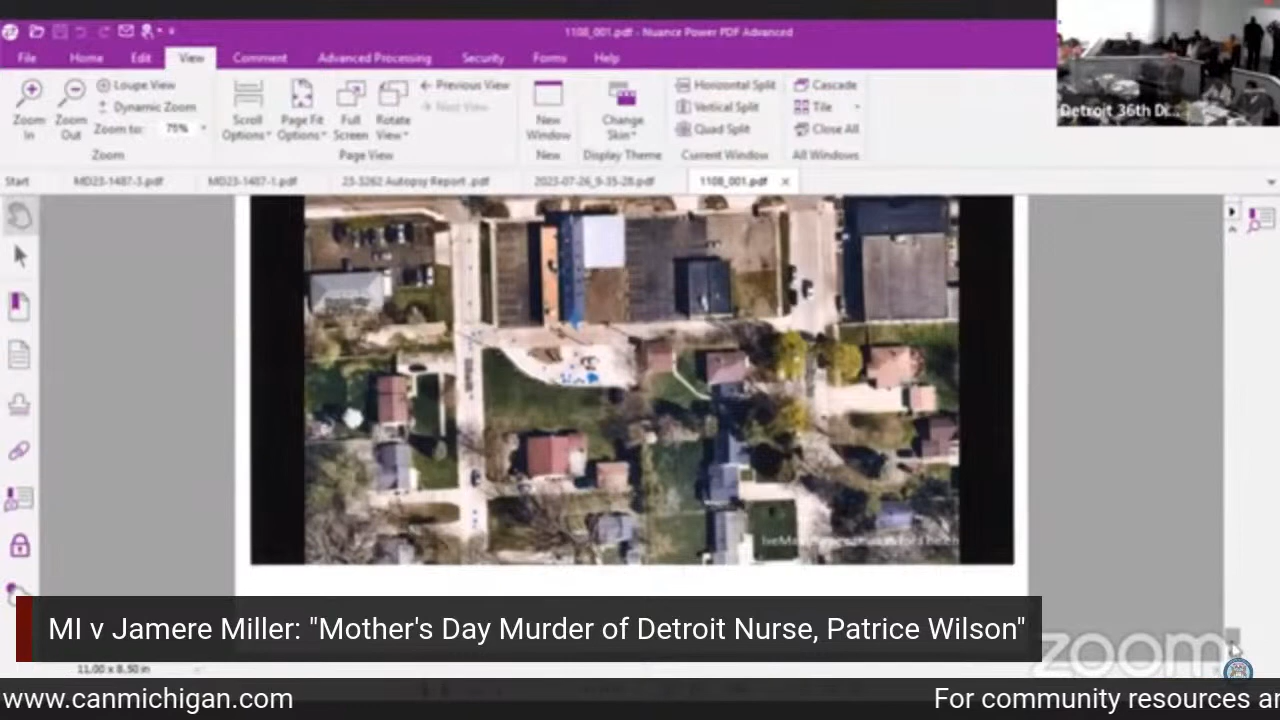 1108_001.pdf - Nuance Power PDF Advanced
File Home Edit View Comment Advanced Processing Security Forms Help
Loupe View
Dynamic Zoom
Zoom to: 75%
Zoom In
Zoom Out
Zoom
Scroll Options
Page Fit Options
Full Screen
Rotate View
Previous View
Next View
Page View
New Window
New
Change Skin
Display Theme
Horizontal Split
Vertical Split
Quad Split
Current Window
Cascade
Tile
Close All
All Windows
Detroit 36th Di...
Start MD23-1487-3.pdf MD23-1487-1.pdf 23-3262 Autopsy Report .pdf 2023-07-26_9-35-28.pdf 1108_001.pdf
MI v Jamere Miller: "Mother's Day Murder of Detroit Nurse, Patrice Wilson"
zoom
11.00 x 8.50 in
www.canmichigan.com
For community resources a